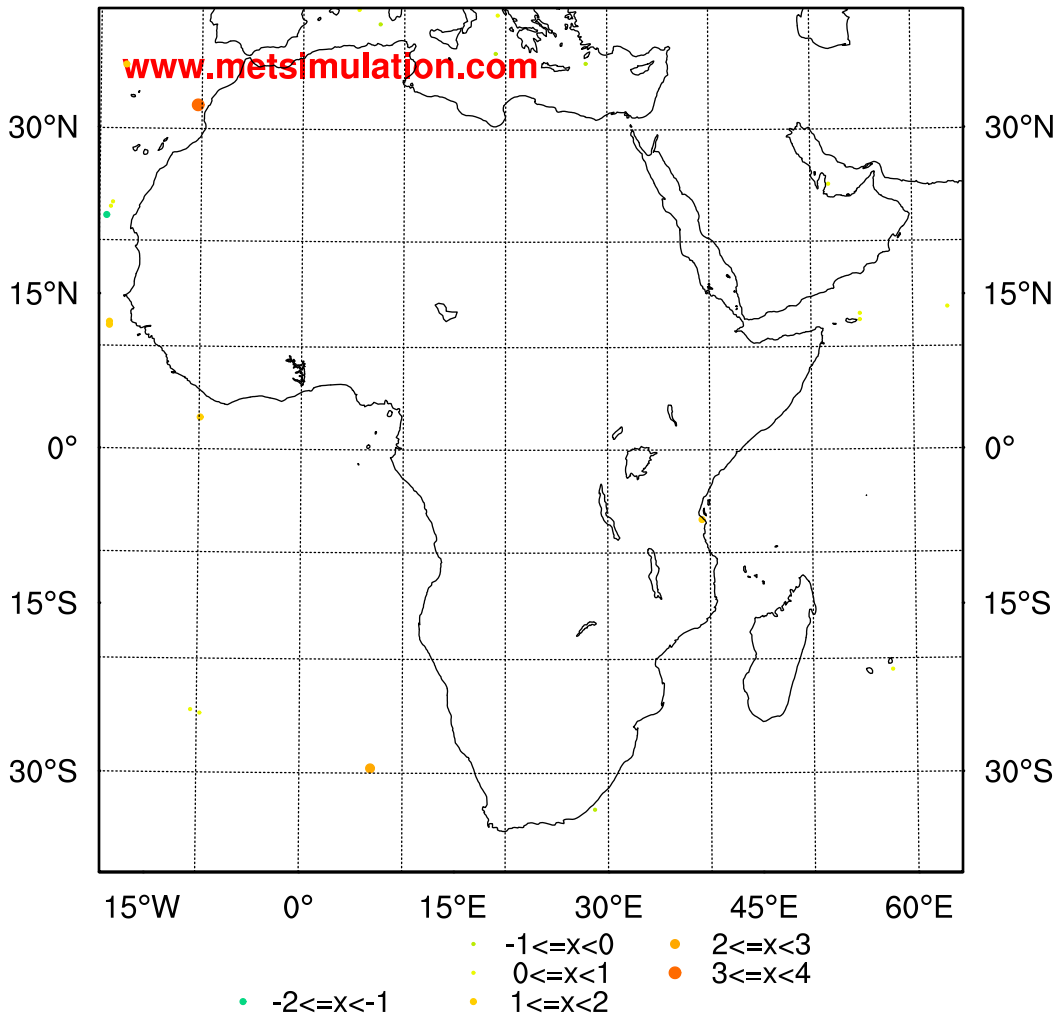 www.metsimulation.com
30°N 30°N
15°N 15°N
0° 0°
15°S 15°S
30°S 30°S
15°W 0° 15°E 30°E 45°E 60°E
-1<=x<0 2<=x<3
0<=x<1 3<=x<4
-2<=x<-1 1<=x<2